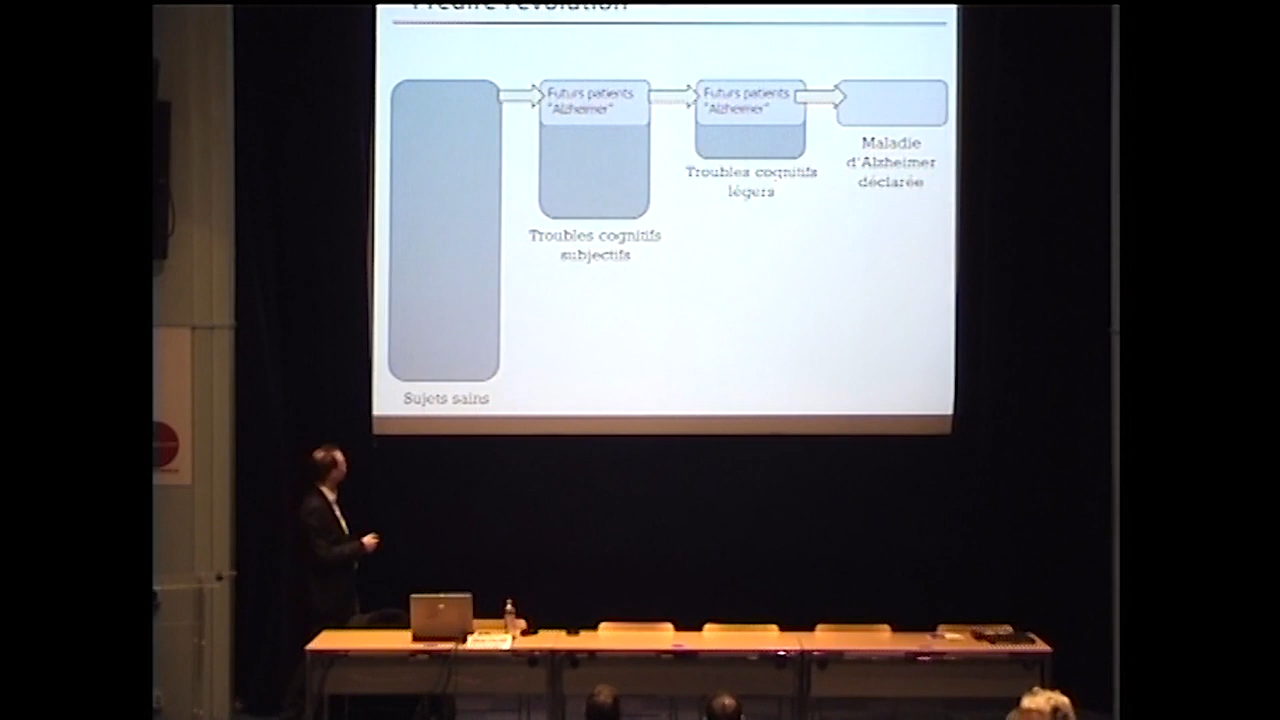 Prédire l'évolution
Futurs patients
"Alzheimer"
Futurs patients
"Alzheimer"
Maladie
d'Alzheimer
déclarée
Troubles cognitifs
légers
Troubles cognitifs
subjectifs
Sujets sains